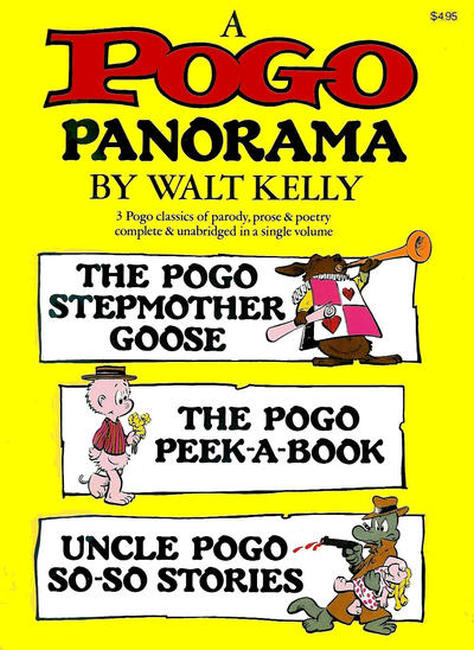 $4.95
A
POGO
PANORAMA
BY WALT KELLY
3 Pogo classics of parody, prose & poetry
complete & unabridged in a single volume
THE POGO
STEPMOTHER
GOOSE
THE POGO
PEEK-A-BOOK
UNCLE POGO
SO-SO STORIES